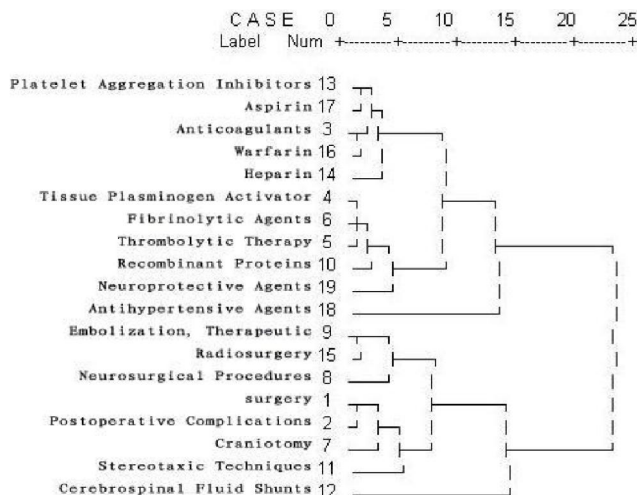 C A S E 0 5 10 15 20 25
Label Num +---------+---------+---------+---------+---------+
Platelet Aggregation Inhibitors 13
Aspirin 17
Anticoagulants 3
Warfarin 16
Heparin 14
Tissue Plasminogen Activator 4
Fibrinolytic Agents 6
Thrombolytic Therapy 5
Recombinant Proteins 10
Neuroprotective Agents 19
Antihypertensive Agents 18
Embolization, Therapeutic 9
Radiosurgery 15
Neurosurgical Procedures 8
surgery 1
Postoperative Complications 2
Craniotomy 7
Stereotaxic Techniques 11
Cerebrospinal Fluid Shunts 12